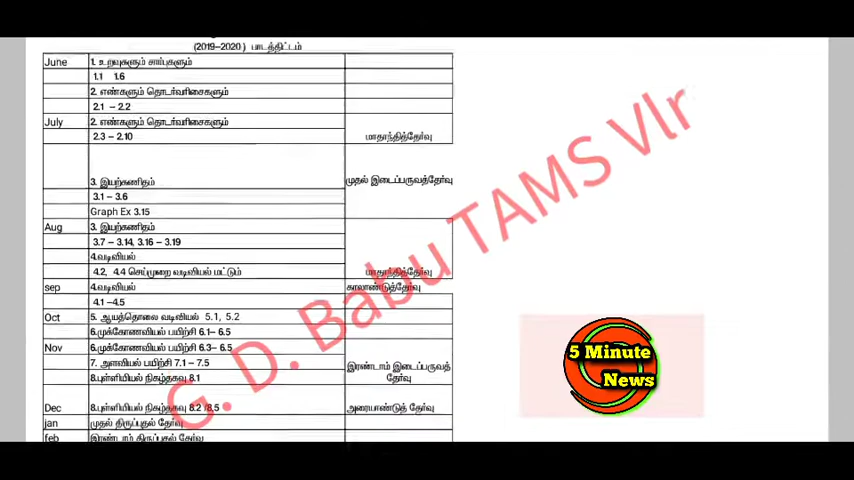 (2019–2020) பாடத்திட்டம்
June 1. உறவுகளும் சார்புகளும்
1.1 1.6
2. எண்களும் தொடர்வரிசைகளும்
2.1 – 2.2
July 2. எண்களும் தொடர்வரிசைகளும்
2.3 – 2.10 மாதாந்தித்தேர்வு
3. இயற்கணிதம் முதல் இடைப்பருவத்தேர்வு
3.1 – 3.6
Graph Ex 3.15
Aug 3. இயற்கணிதம்
3.7 – 3.14, 3.16 – 3.19
4.வடிவியல்
4.2, 4.4 செய்முறை வடிவியல் மட்டும் மாதாந்தித்தேர்வு
sep 4.வடிவியல் காலாண்டுத்தேர்வு
4.1 –4.5
Oct 5. ஆயத்தொலை வடிவியல் 5.1, 5.2
6.முக்கோணவியல் பயிற்சி 6.1– 6.5
Nov 6.முக்கோணவியல் பயிற்சி 6.3– 6.5
7. அளவியல் பயிற்சி 7.1 – 7.5 இரண்டாம் இடைப்பருவத்
8.புள்ளியியல் நிகழ்தகவு 8.1 தேர்வு
Dec 8.புள்ளியியல் நிகழ்தகவு 8.2 /8.5 அரையாண்டுத் தேர்வு
jan முதல் திருப்புதல் தேர்வு
feb இரண்டாம் திருப்புதல் தேர்வு
G. D. Babu TAMS Vlr
5 Minute
News